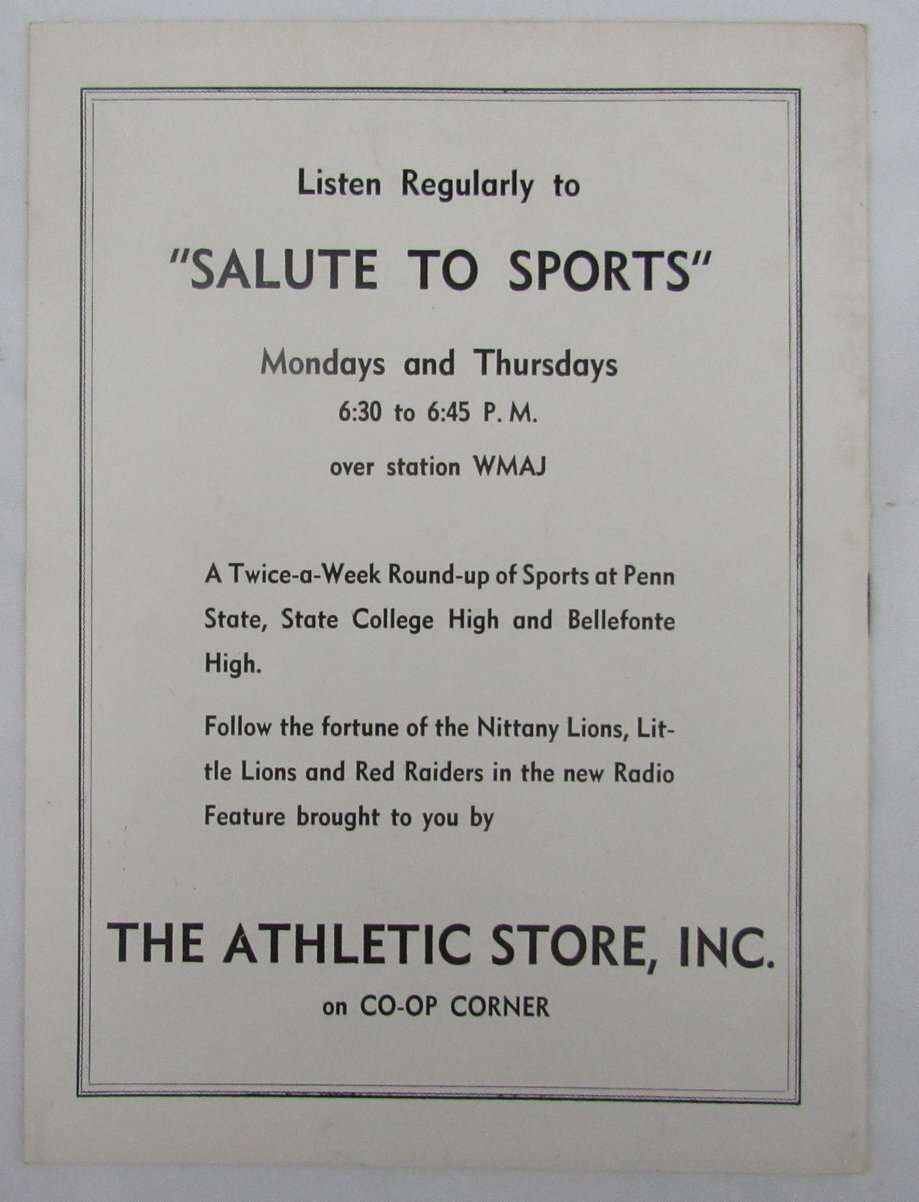 Listen Regularly to
"SALUTE TO SPORTS"
Mondays and Thursdays
6:30 to 6:45 P. M.
over station WMAJ
A Twice-a-Week Round-up of Sports at Penn
State, State College High and Bellefonte
High.
Follow the fortune of the Nittany Lions, Lit-
tle Lions and Red Raiders in the new Radio
Feature brought to you by
THE ATHLETIC STORE, INC.
on CO-OP CORNER